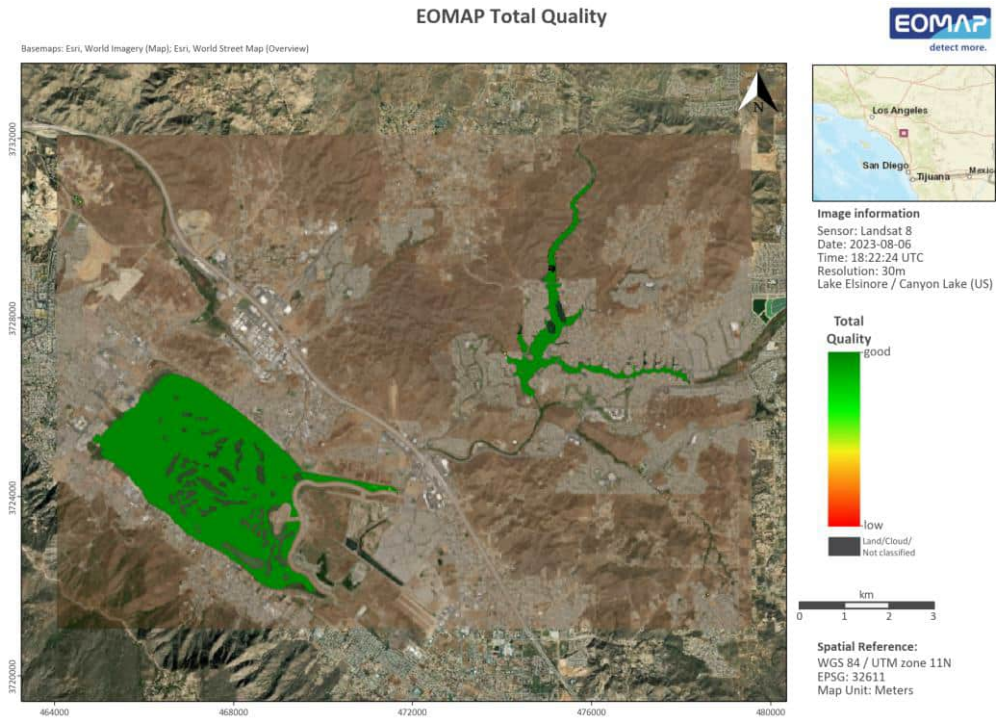 EOMAP Total Quality
EOMAP
detect more.
Basemaps: Esri, World Imagery (Map); Esri, World Street Map (Overview)
N
3732000
3728000
3724000
3720000
464000
468000
472000
476000
480000
Los Angeles
San Diego
Tijuana
Mexic
Image information
Sensor: Landsat 8
Date: 2023-08-06
Time: 18:22:24 UTC
Resolution: 30m
Lake Elsinore / Canyon Lake (US)
Total
Quality
good
low
Land/Cloud/
Not classified
km
0 1 2 3
Spatial Reference:
WGS 84 / UTM zone 11N
EPSG: 32611
Map Unit: Meters